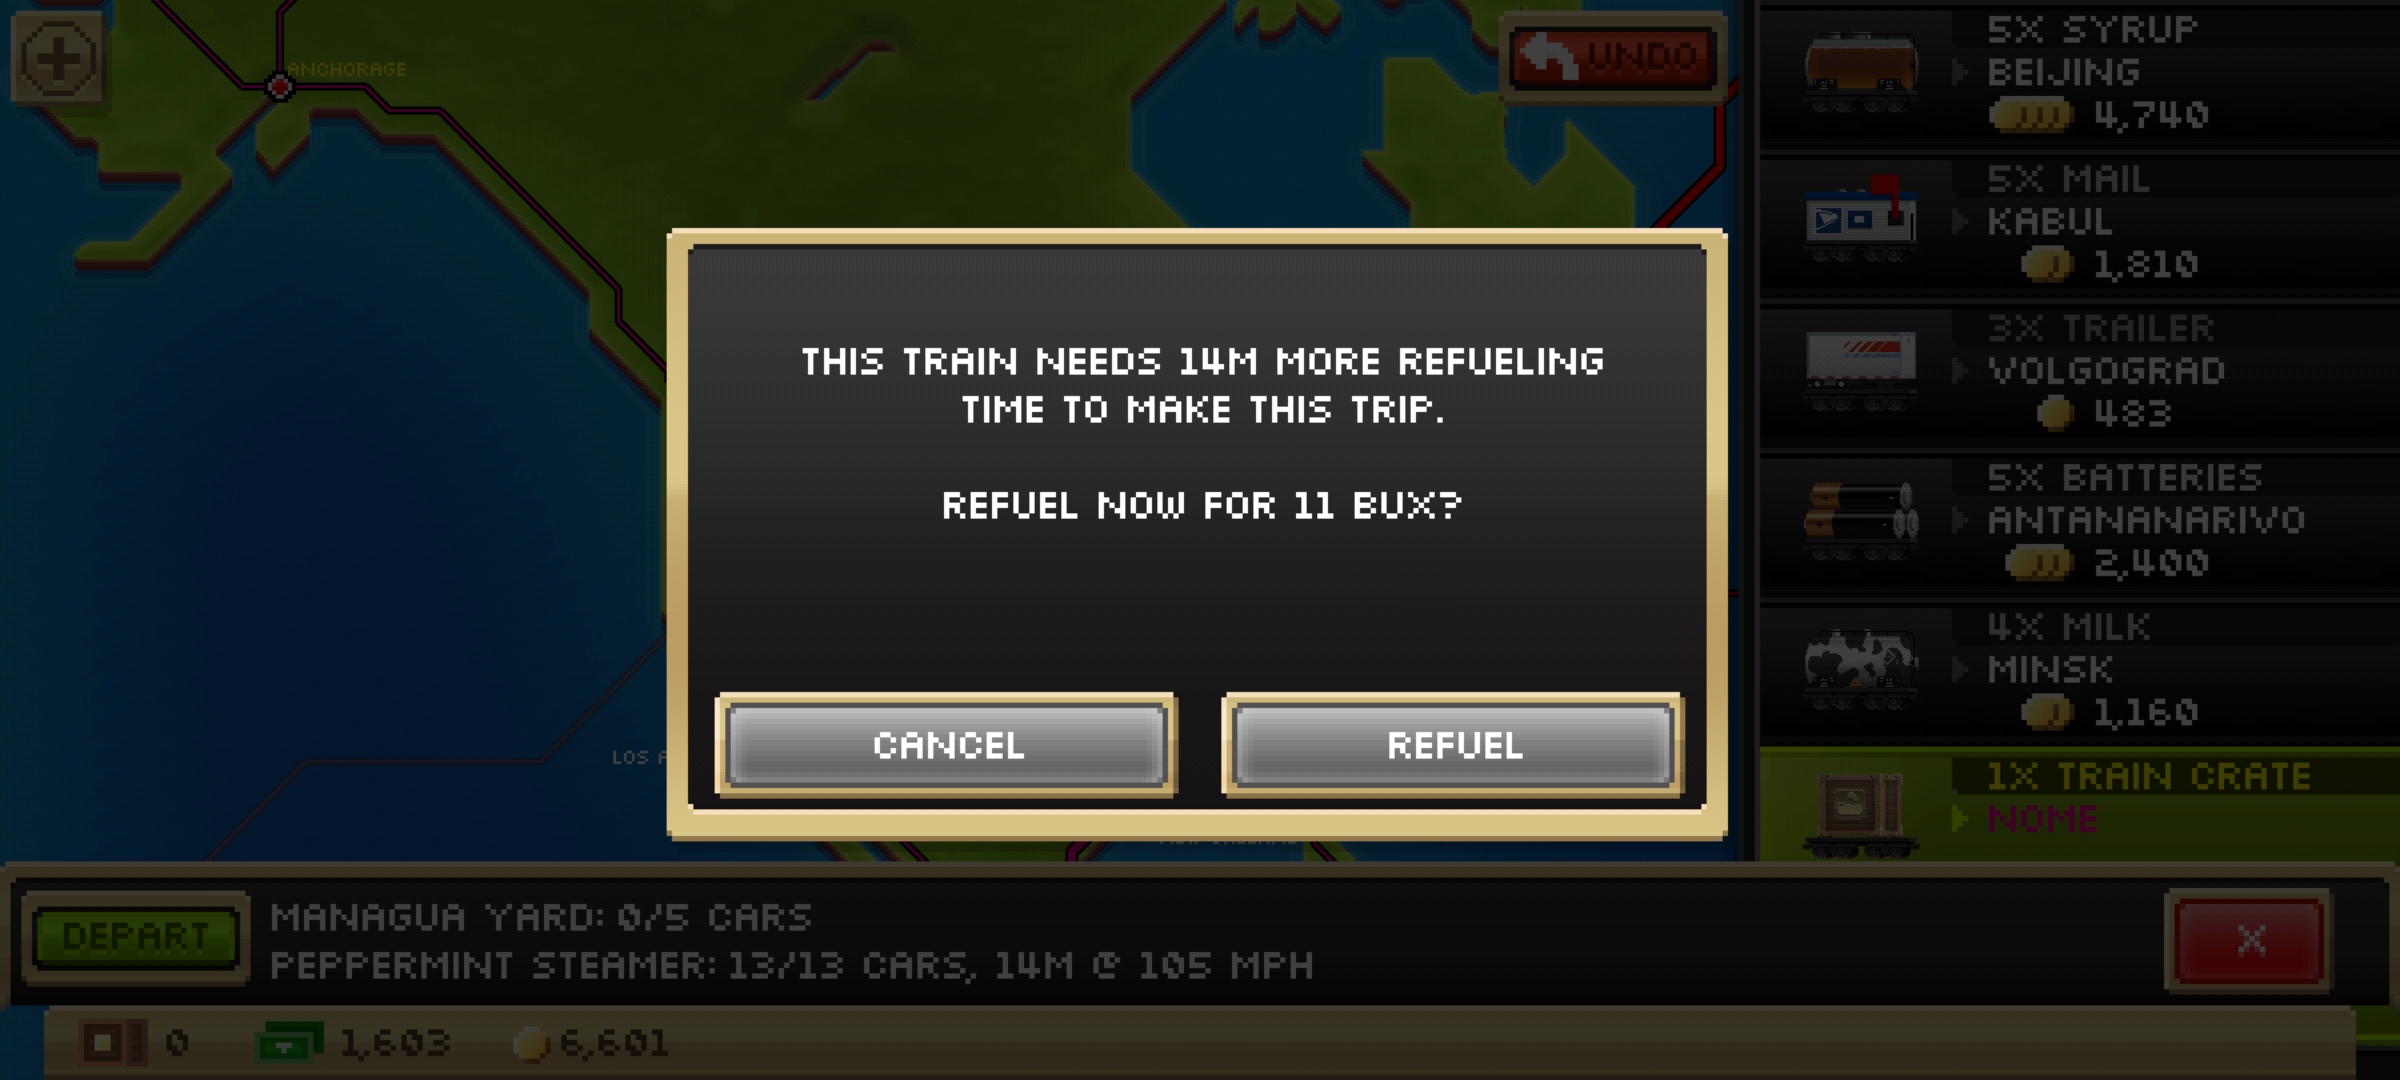 ANCHORAGE
UNDO
5X SYRUP
BEIJING
4,740
5X MAIL
KABUL
1,810
3X TRAILER
VOLGOGRAD
483
5X BATTERIES
ANTANANARIVO
2,400
4X MILK
MINSK
1,160
1X TRAIN CRATE
NOME
THIS TRAIN NEEDS 14M MORE REFUELING
TIME TO MAKE THIS TRIP.
REFUEL NOW FOR 11 BUX?
CANCEL
REFUEL
LOS
DEPART
MANAGUA YARD: 0/5 CARS
PEPPERMINT STEAMER: 13/13 CARS, 14M @ 105 MPH
X
0
1,603
6,601